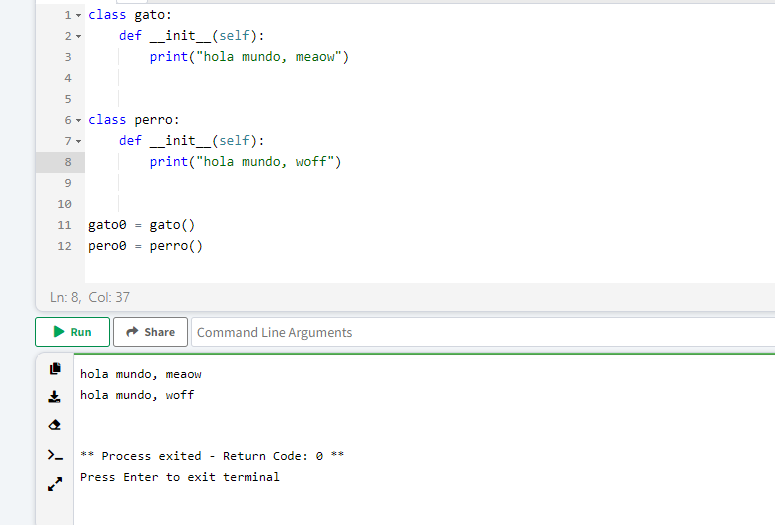 1 class gato:
2 def __init__(self):
3 print("hola mundo, meaow")
4
5
6 class perro:
7 def __init__(self):
8 print("hola mundo, woff")
9
10
11 gato0 = gato()
12 pero0 = perro()
Ln: 8, Col: 37
Run Share Command Line Arguments
hola mundo, meaow
hola mundo, woff
** Process exited - Return Code: 0 **
Press Enter to exit terminal